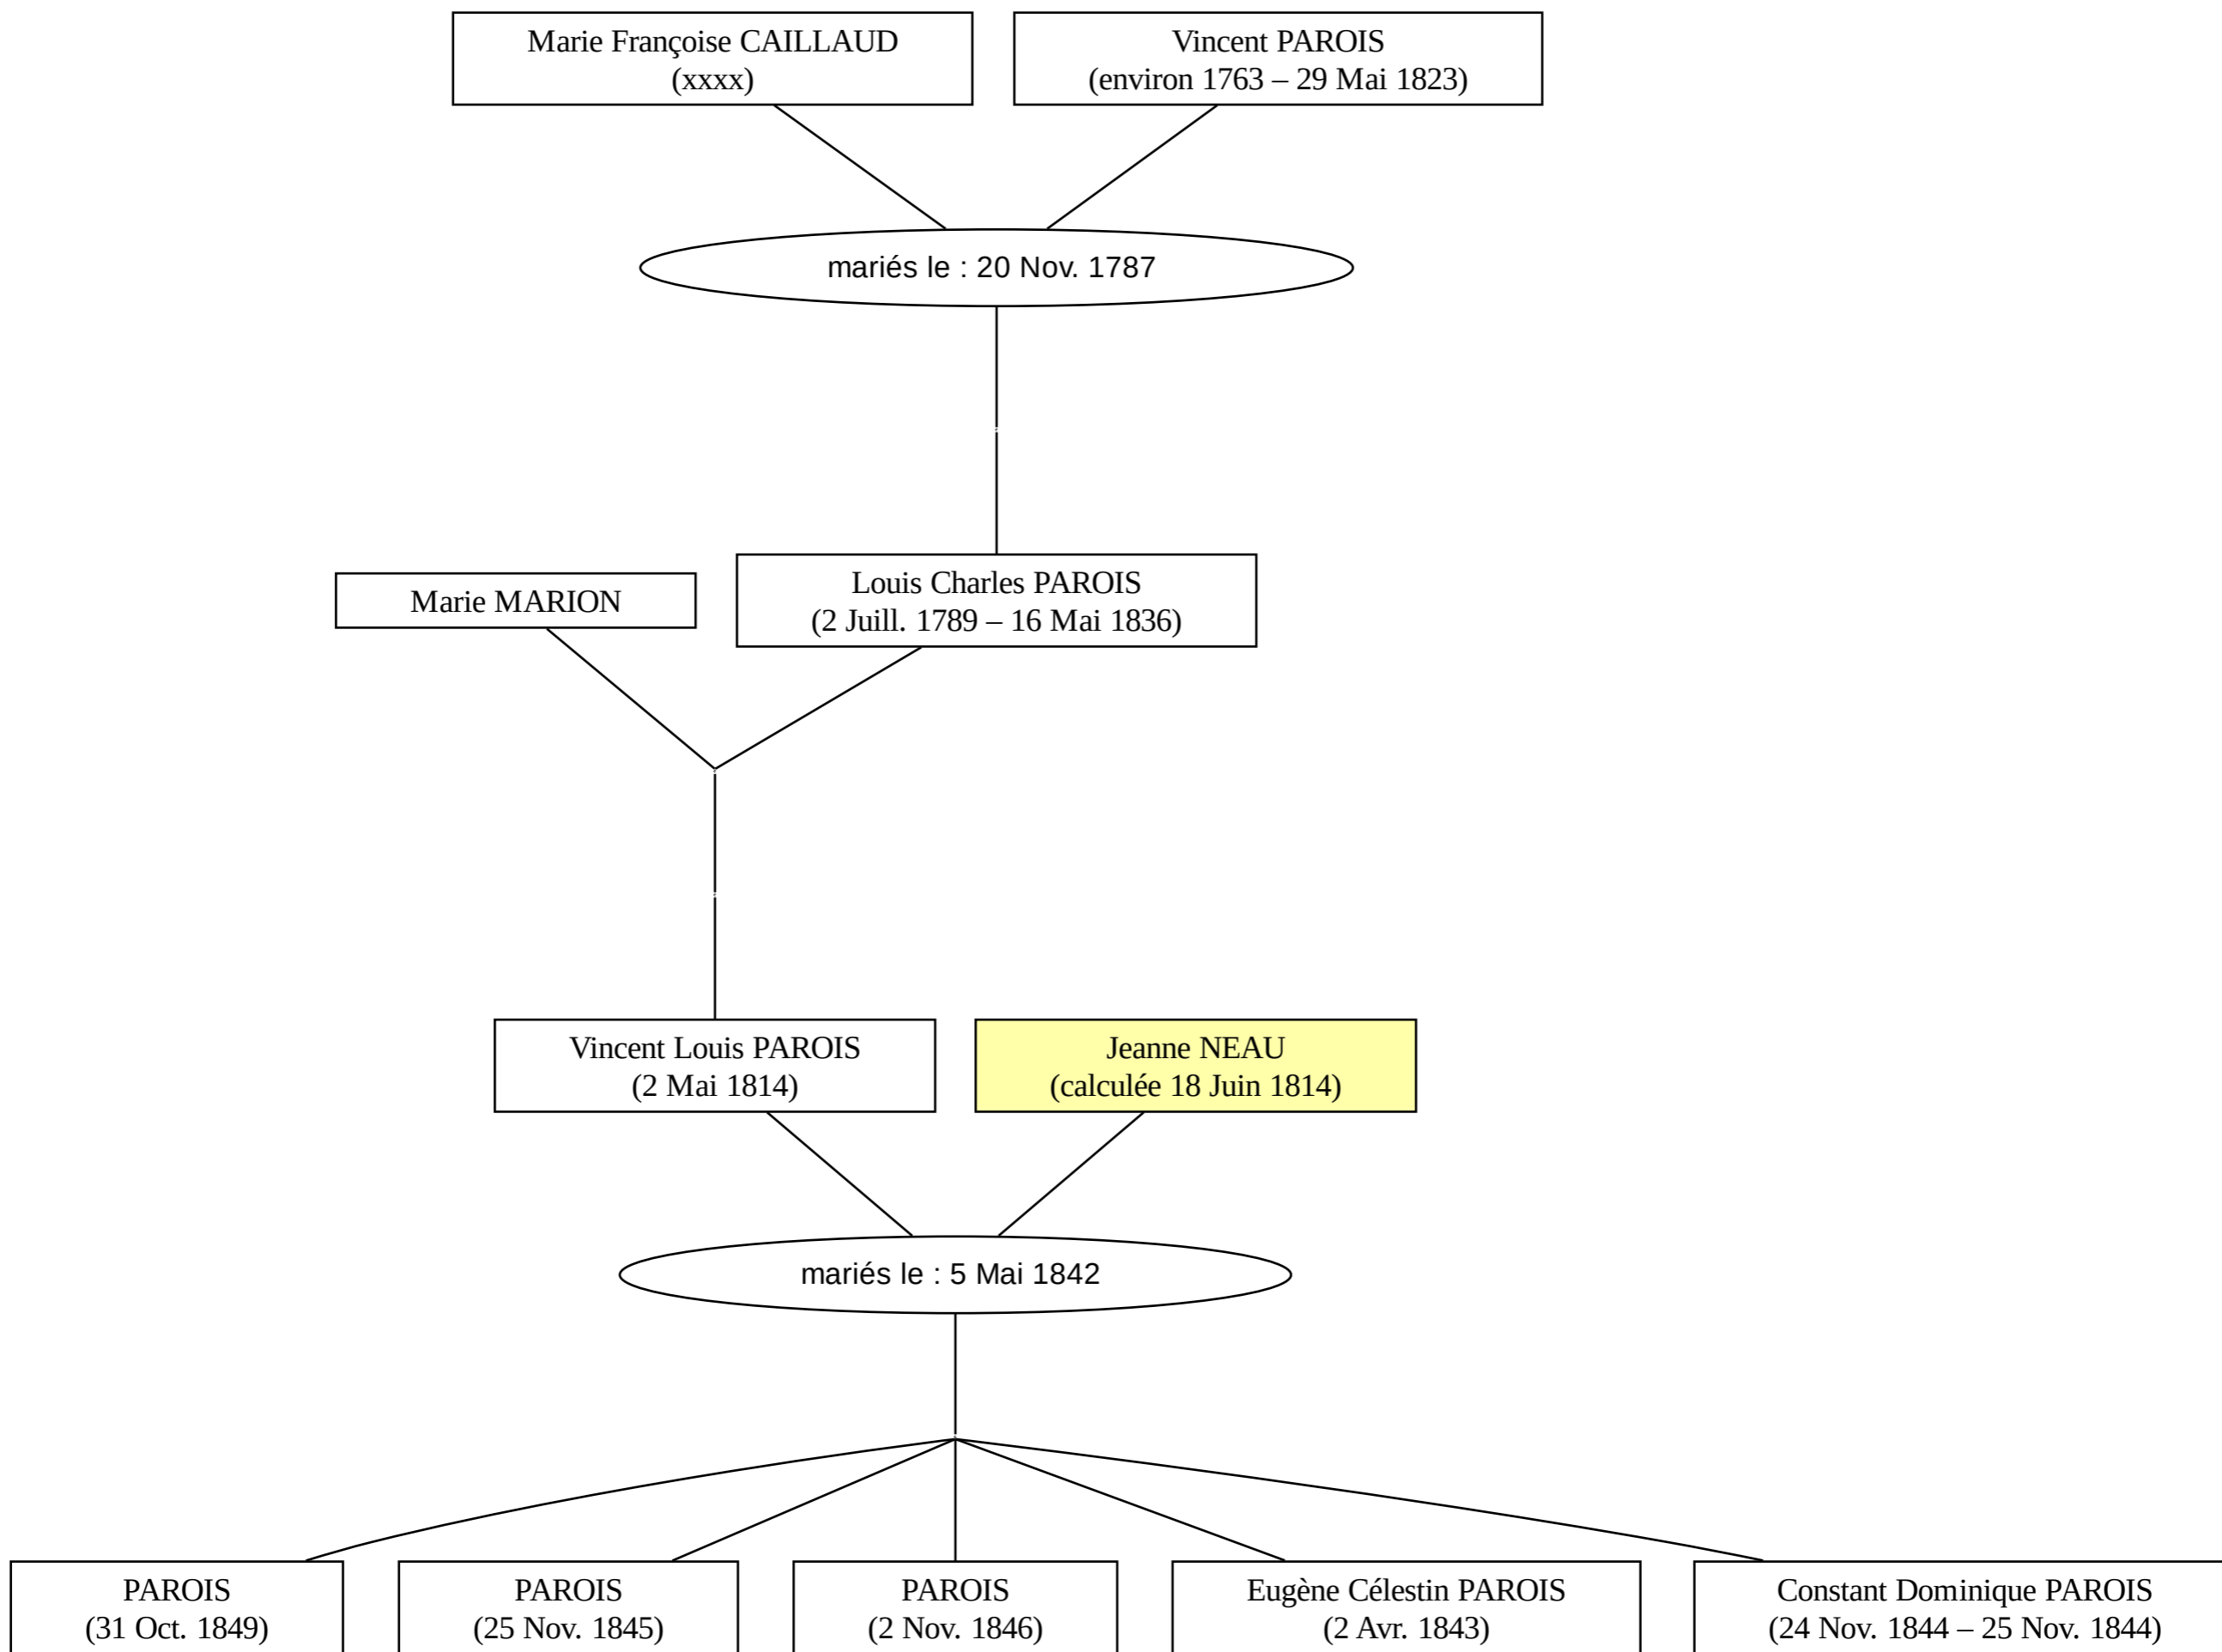 Marie Françoise CAILLAUD
(xxxx)
Vincent PAROIS
(environ 1763 – 29 Mai 1823)
mariés le : 20 Nov. 1787
Marie MARION
Louis Charles PAROIS
(2 Juill. 1789 – 16 Mai 1836)
Vincent Louis PAROIS
(2 Mai 1814)
Jeanne NEAU
(calculée 18 Juin 1814)
mariés le : 5 Mai 1842
PAROIS
(31 Oct. 1849)
PAROIS
(25 Nov. 1845)
PAROIS
(2 Nov. 1846)
Eugène Célestin PAROIS
(2 Avr. 1843)
Constant Dominique PAROIS
(24 Nov. 1844 – 25 Nov. 1844)